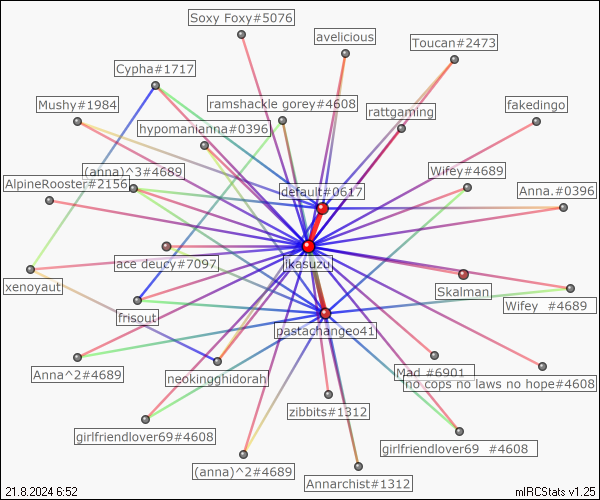 Soxy Foxy#5076
avelicious
Toucan#2473
Cypha#1717
Mushy#1984
ramshackle gorey#4608
rattgaming
fakedingo
hypomanianna#0396
(anna)^3#4689
Wifey#4689
AlpineRooster#2156
default#0617
Anna.#0396
ace deucy#7097
ikasuzu
xenoyaut
Skalman
Wifey  #4689
frisout
pastachangeo41
Anna^2#4689
neokingghidorah
Mad #6901
no cops no laws no hope#4608
zibbits#1312
girlfriendlover69#4608
girlfriendlover69  #4608
(anna)^2#4689
Annarchist#1312
21.8.2024 6:52
mIRCStats v1.25